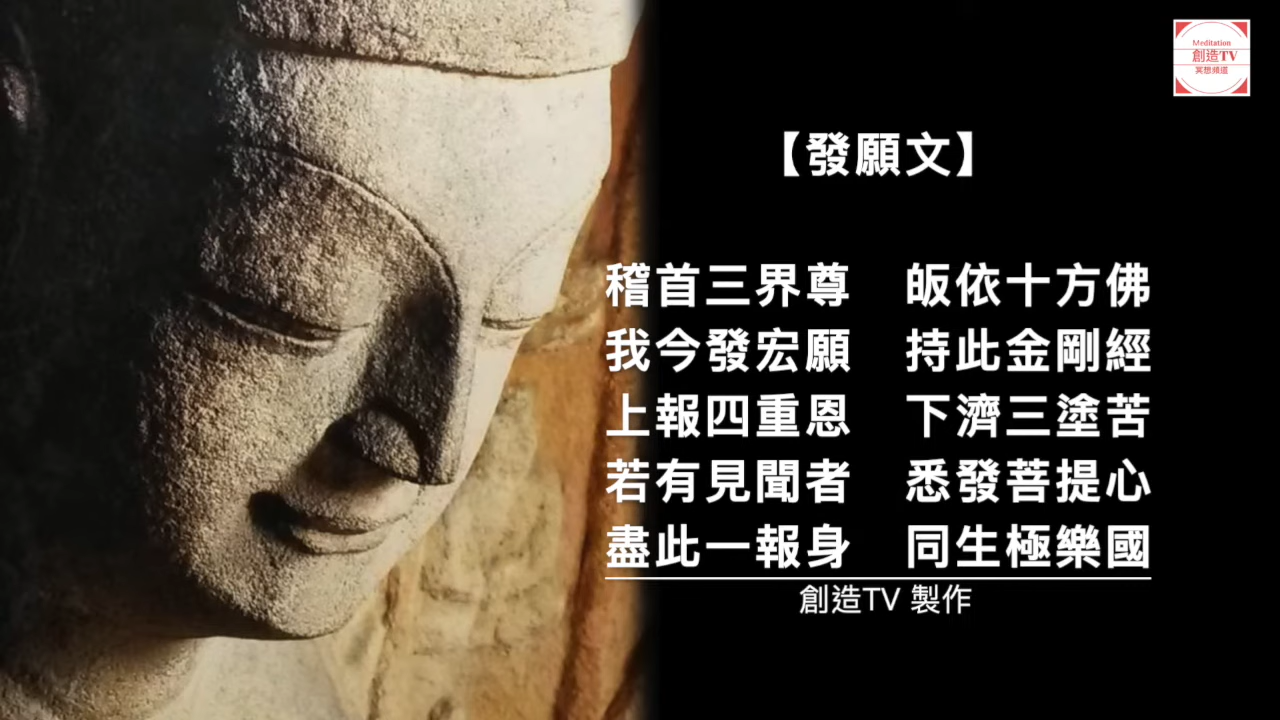 Meditation
創造TV
冥想頻道
【發願文】
稽首三界尊　皈依十方佛
我今發宏願　持此金剛經
上報四重恩　下濟三塗苦
若有見聞者　悉發菩提心
盡此一報身　同生極樂國
創造TV 製作